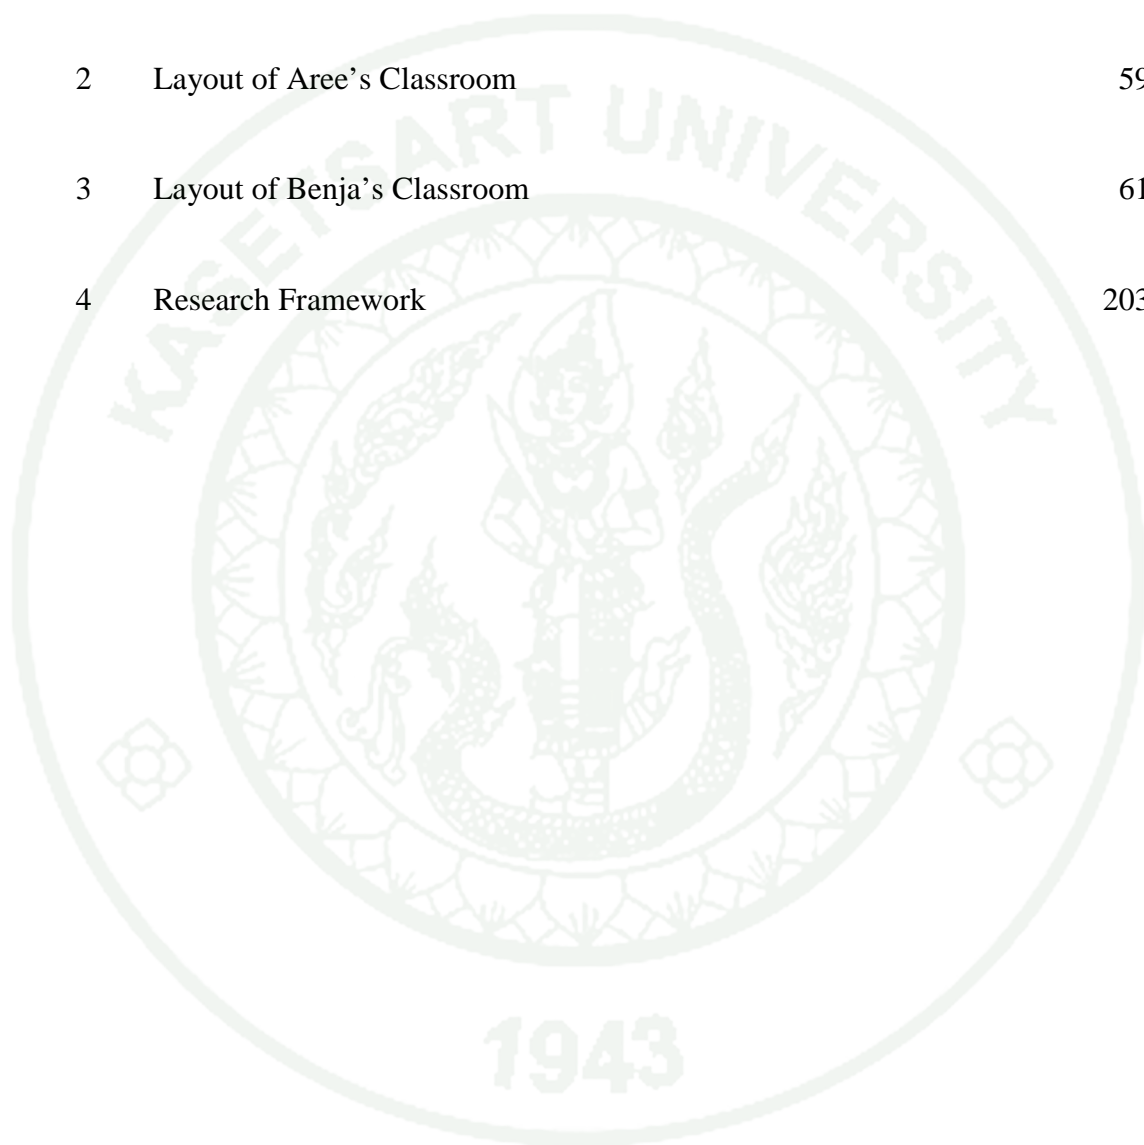 2 Layout of Aree's Classroom 59
3 Layout of Benja's Classroom 61
4 Research Framework 203
KASETSART UNIVERSITY
1943